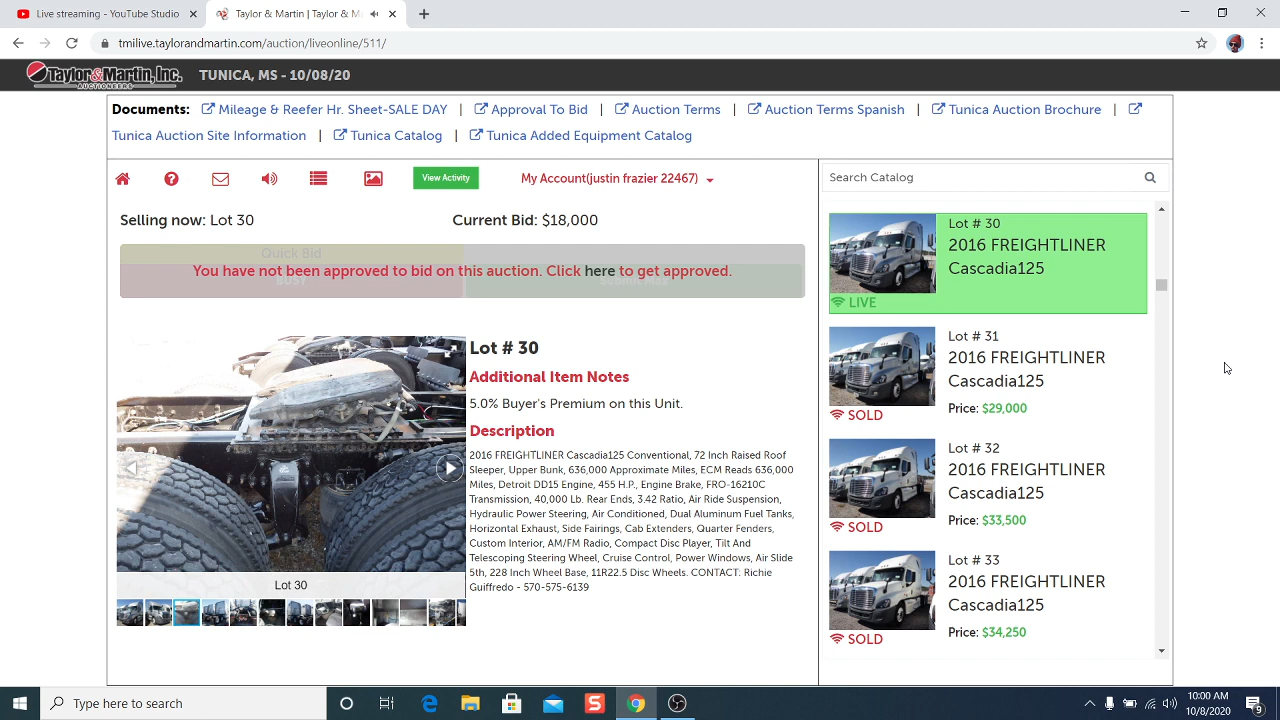 Live streaming - YouTube Studio
Taylor & Martin | Taylor & M
tmilive.taylorandmartin.com/auction/liveonline/511/
Taylor & Martin, Inc.
AUCTIONEERS
TUNICA, MS - 10/08/20
Documents: Mileage & Reefer Hr. Sheet-SALE DAY | Approval To Bid | Auction Terms | Auction Terms Spanish | Tunica Auction Brochure |
Tunica Auction Site Information | Tunica Catalog | Tunica Added Equipment Catalog
View Activity
My Account(justin frazier 22467)
Selling now: Lot 30
Current Bid: $18,000
Quick Bid
You have not been approved to bid on this auction. Click here to get approved.
Submit Max
Lot 30
Lot # 30
Additional Item Notes
5.0% Buyer's Premium on this Unit.
Description
2016 FREIGHTLINER Cascadia125 Conventional, 72 Inch Raised Roof
Sleeper, Upper Bunk, 636,000 Approximate Miles, ECM Reads 636,000
Miles, Detroit DD15 Engine, 455 H.P., Engine Brake, FRO-16210C
Transmission, 40,000 Lb. Rear Ends, 3.42 Ratio, Air Ride Suspension,
Hydraulic Power Steering, Air Conditioned, Dual Aluminum Fuel Tanks,
Horizontal Exhaust, Side Fairings, Cab Extenders, Quarter Fenders,
Custom Interior, AM/FM Radio, Compact Disc Player, Tilt And
Telescoping Steering Wheel, Cruise Control, Power Windows, Air Slide
5th, 228 Inch Wheel Base, 11R22.5 Disc Wheels. CONTACT: Richie
Guiffredo - 570-575-6139
Search Catalog
Lot # 30
2016 FREIGHTLINER
Cascadia125
LIVE
Lot # 31
2016 FREIGHTLINER
Cascadia125
Price: $29,000
SOLD
Lot # 32
2016 FREIGHTLINER
Cascadia125
Price: $33,500
SOLD
Lot # 33
2016 FREIGHTLINER
Cascadia125
Price: $34,250
SOLD
Type here to search
10:00 AM
10/8/2020
9